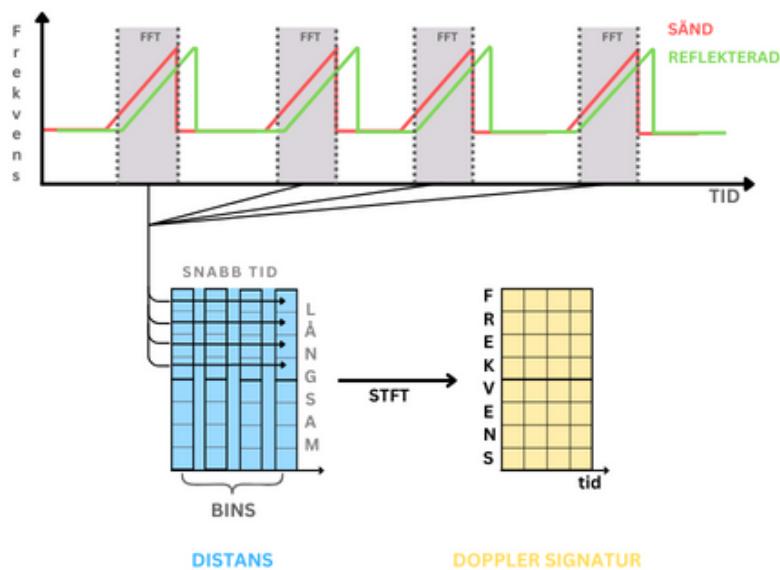 Frekvens
FFT
FFT
FFT
FFT
SÄND
REFLEKTERAD
TID
SNABB TID
LÅNGSAM
BINS
STFT
FREKVENS
tid
DISTANS
DOPPLER SIGNATUR